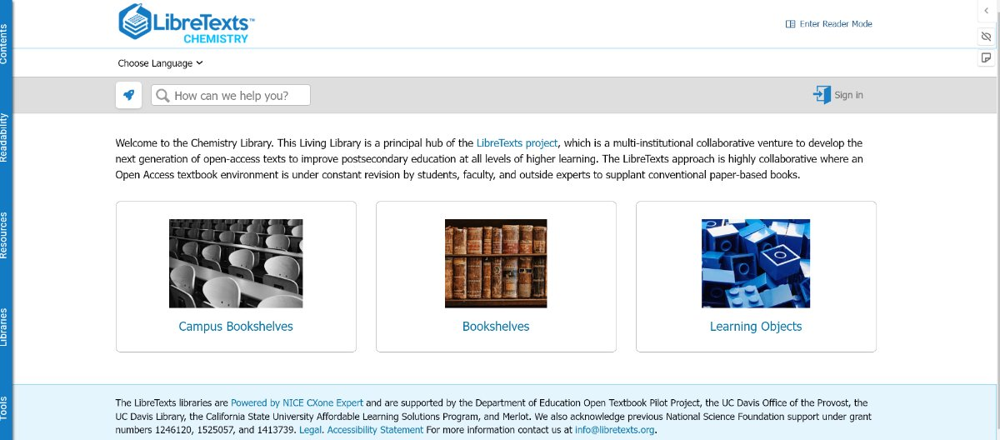 Contents
Readability
Resources
Libraries
Tools
LibreTexts™
CHEMISTRY
Enter Reader Mode
Choose Language
How can we help you?
Sign in
Welcome to the Chemistry Library. This Living Library is a principal hub of the LibreTexts project, which is a multi-institutional collaborative venture to develop the
next generation of open-access texts to improve postsecondary education at all levels of higher learning. The LibreTexts approach is highly collaborative where an
Open Access textbook environment is under constant revision by students, faculty, and outside experts to supplant conventional paper-based books.
Campus Bookshelves
Bookshelves
Learning Objects
The LibreTexts libraries are Powered by NICE CXone Expert and are supported by the Department of Education Open Textbook Pilot Project, the UC Davis Office of the Provost, the
UC Davis Library, the California State University Affordable Learning Solutions Program, and Merlot. We also acknowledge previous National Science Foundation support under grant
numbers 1246120, 1525057, and 1413739. Legal. Accessibility Statement For more information contact us at info@libretexts.org.